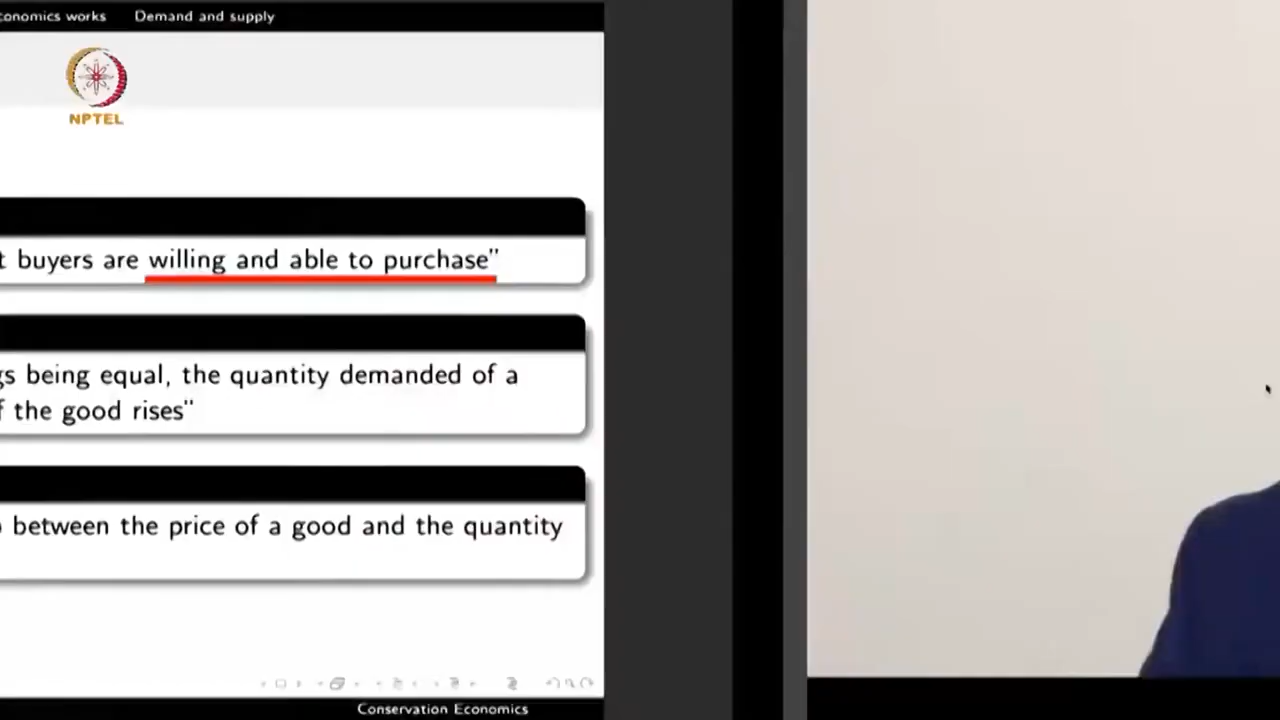 conomics works Demand and supply
NPTEL
t buyers are willing and able to purchase"
gs being equal, the quantity demanded of a
f the good rises"
between the price of a good and the quantity
Conservation Economics